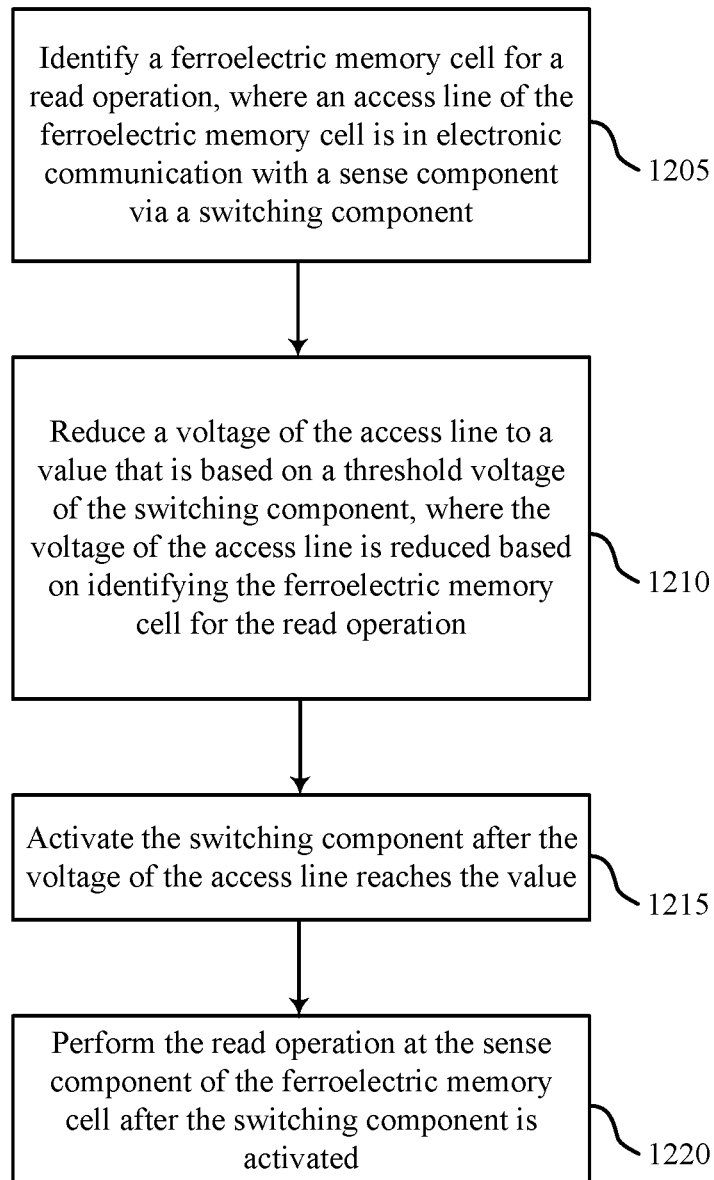 Identify a ferroelectric memory cell for a
read operation, where an access line of the
ferroelectric memory cell is in electronic
communication with a sense component
via a switching component
1205
Reduce a voltage of the access line to a
value that is based on a threshold voltage
of the switching component, where the
voltage of the access line is reduced based
on identifying the ferroelectric memory
cell for the read operation
1210
Activate the switching component after the
voltage of the access line reaches the value
1215
Perform the read operation at the sense
component of the ferroelectric memory
cell after the switching component is
activated
1220